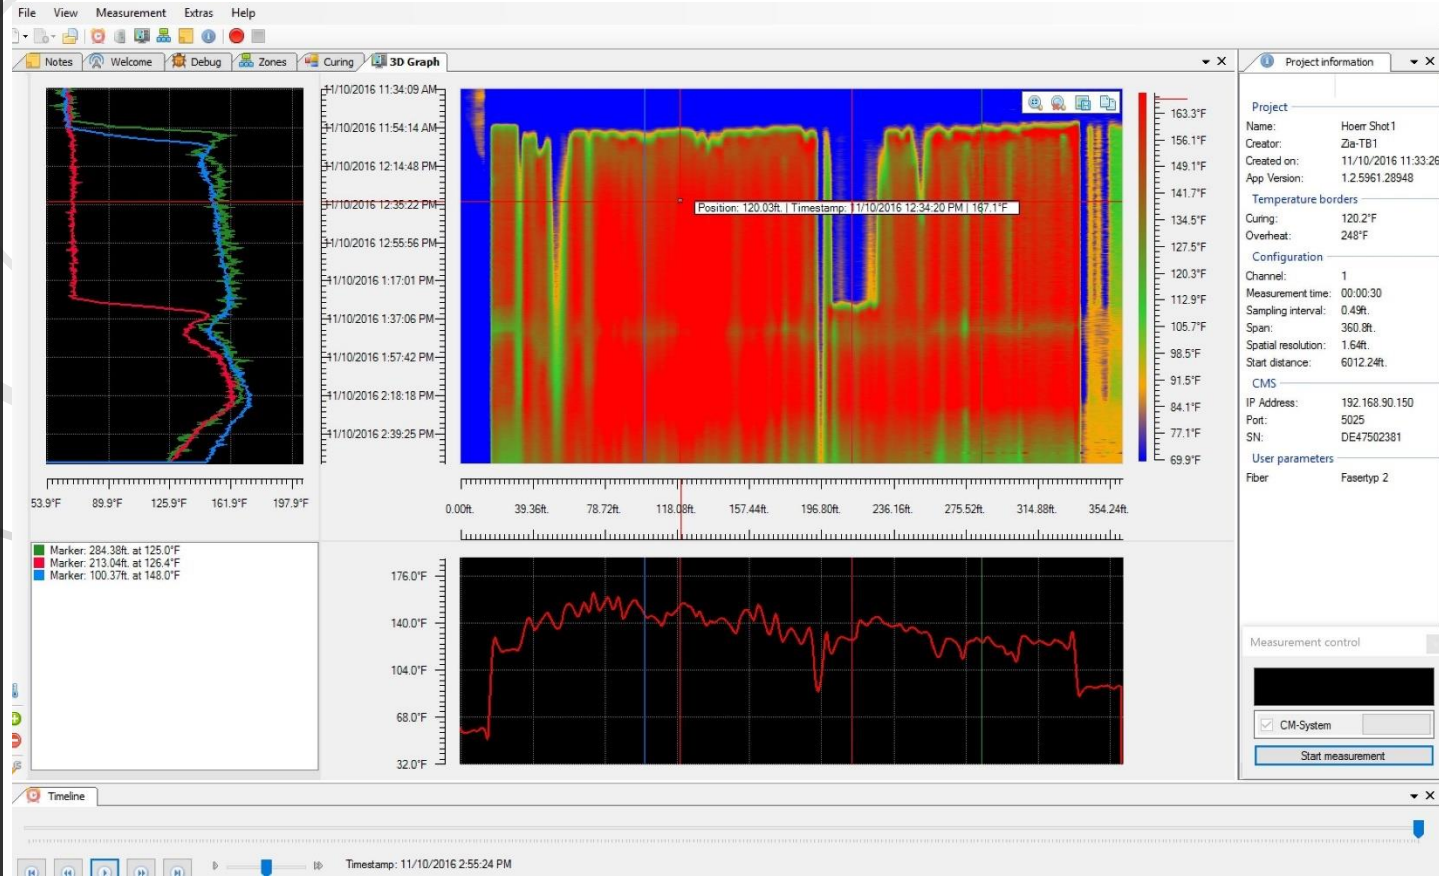 File View Measurement Extras Help
Notes Welcome Debug Zones Curing 3D Graph
Project information
11/10/2016 11:34:09 AM
11/10/2016 11:54:14 AM
11/10/2016 12:14:48 PM
11/10/2016 12:35:22 PM
11/10/2016 12:55:56 PM
11/10/2016 1:17:01 PM
11/10/2016 1:37:06 PM
11/10/2016 1:57:42 PM
11/10/2016 2:18:18 PM
11/10/2016 2:39:25 PM
Position: 120.03ft. | Timestamp: 11/10/2016 12:34:20 PM | 167.1°F
163.3°F
156.1°F
149.1°F
141.7°F
134.5°F
127.5°F
120.3°F
112.9°F
105.7°F
98.5°F
91.5°F
84.1°F
77.1°F
69.9°F
53.9°F 89.9°F 125.9°F 161.9°F 197.9°F
0.00ft. 39.36ft. 78.72ft. 118.08ft. 157.44ft. 196.80ft. 236.16ft. 275.52ft. 314.88ft. 354.24ft.
Marker: 284.38ft. at 125.0°F
Marker: 213.04ft. at 126.4°F
Marker: 100.37ft. at 148.0°F
176.0°F
140.0°F
104.0°F
68.0°F
32.0°F
Project
Name: Hoerr Shot1
Creator: Zia-TB1
Created on: 11/10/2016 11:33:26
App Version: 1.2.5961.28948
Temperature borders
Curing: 120.2°F
Overheat: 248°F
Configuration
Channel: 1
Measurement time: 00:00:30
Sampling interval: 0.49ft.
Span: 360.8ft.
Spatial resolution: 1.64ft.
Start distance: 6012.24ft.
CMS
IP Address: 192.168.90.150
Port: 5025
SN: DE47502381
User parameters
Fiber Fasertyp 2
Measurement control
CM-System
Start measurement
Timeline
Timestamp: 11/10/2016 2:55:24 PM